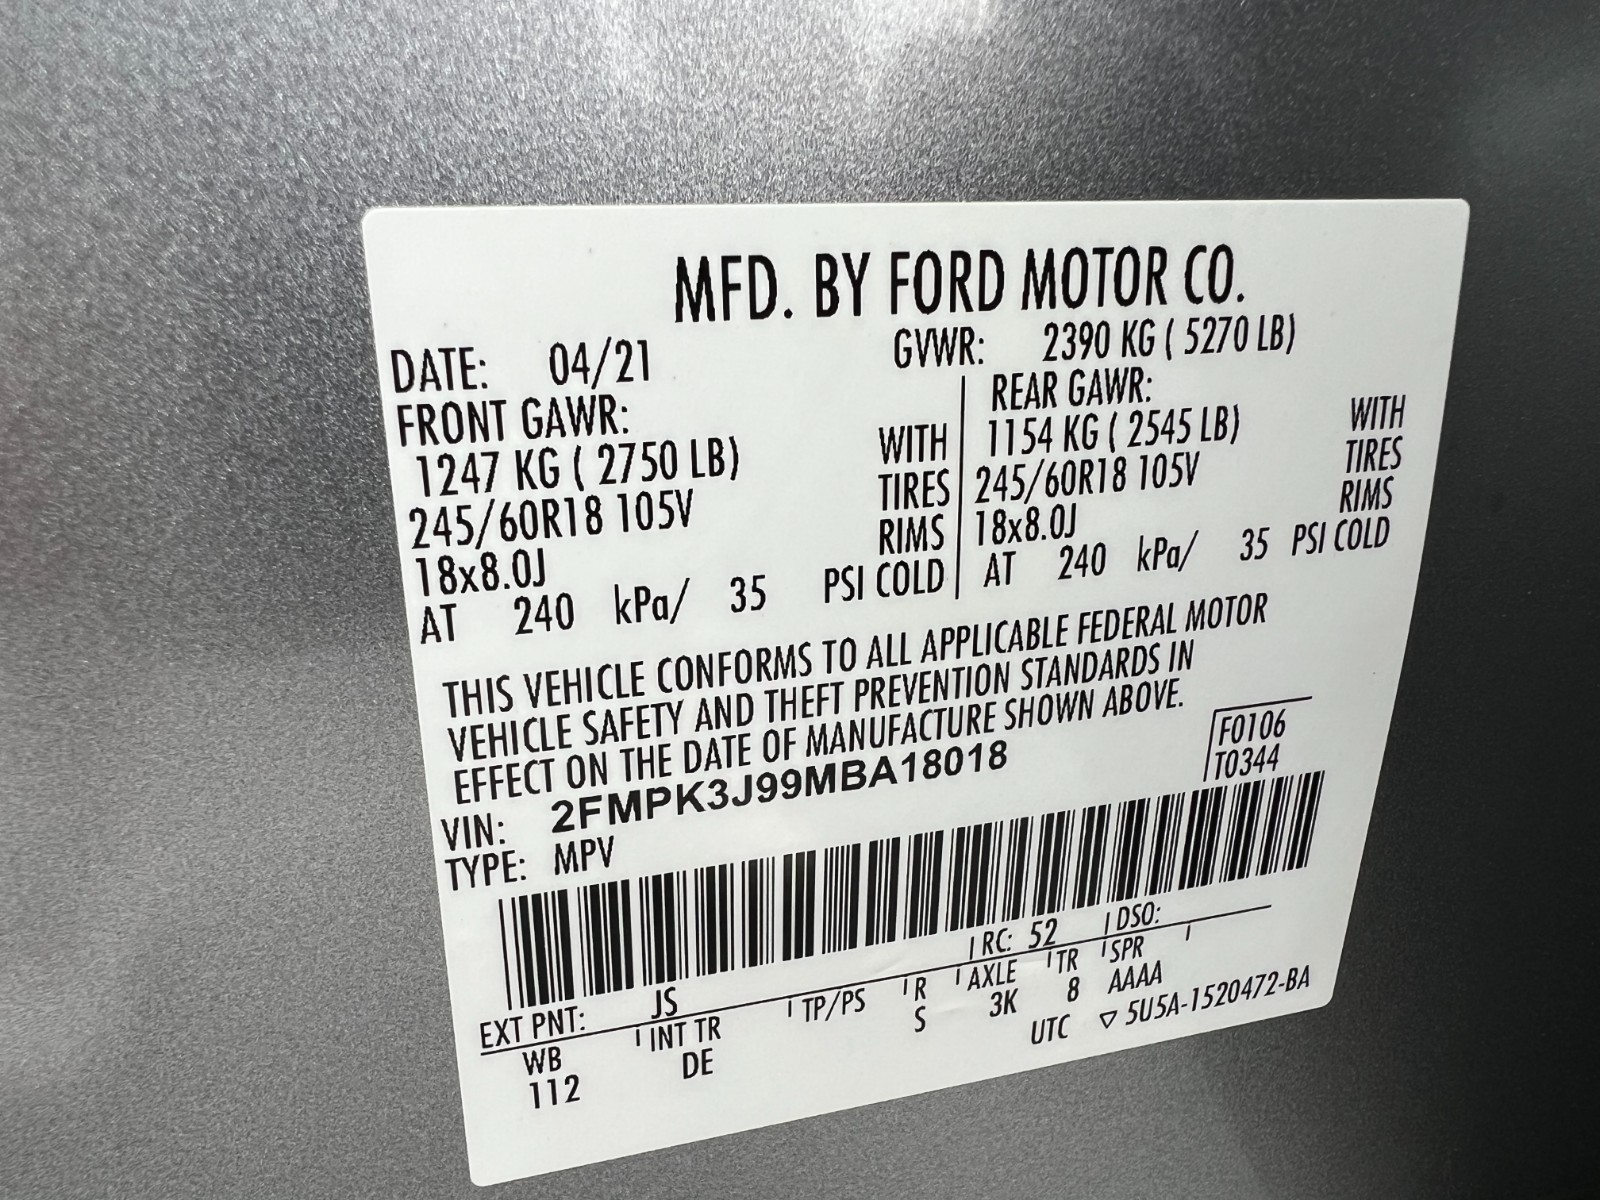 MFD. BY FORD MOTOR CO.
DATE: 04/21 GVWR: 2390 KG ( 5270 LB)
FRONT GAWR: REAR GAWR:
1247 KG ( 2750 LB) WITH 1154 KG ( 2545 LB) WITH
245/60R18 105V TIRES 245/60R18 105V TIRES
18x8.0J RIMS 18x8.0J RIMS
AT 240 kPa/ 35 PSI COLD AT 240 kPa/ 35 PSI COLD
THIS VEHICLE CONFORMS TO ALL APPLICABLE FEDERAL MOTOR
VEHICLE SAFETY AND THEFT PREVENTION STANDARDS IN
EFFECT ON THE DATE OF MANUFACTURE SHOWN ABOVE.
VIN: 2FMPK3J99MBA18018 F0106
TYPE: MPV T0344
EXT PNT: JS RC: 52 DSO:
WB INT TR TP/PS R AXLE TR SPR
112 DE S 3K 8 AAAA
UTC ▽ 5U5A-1520472-BA